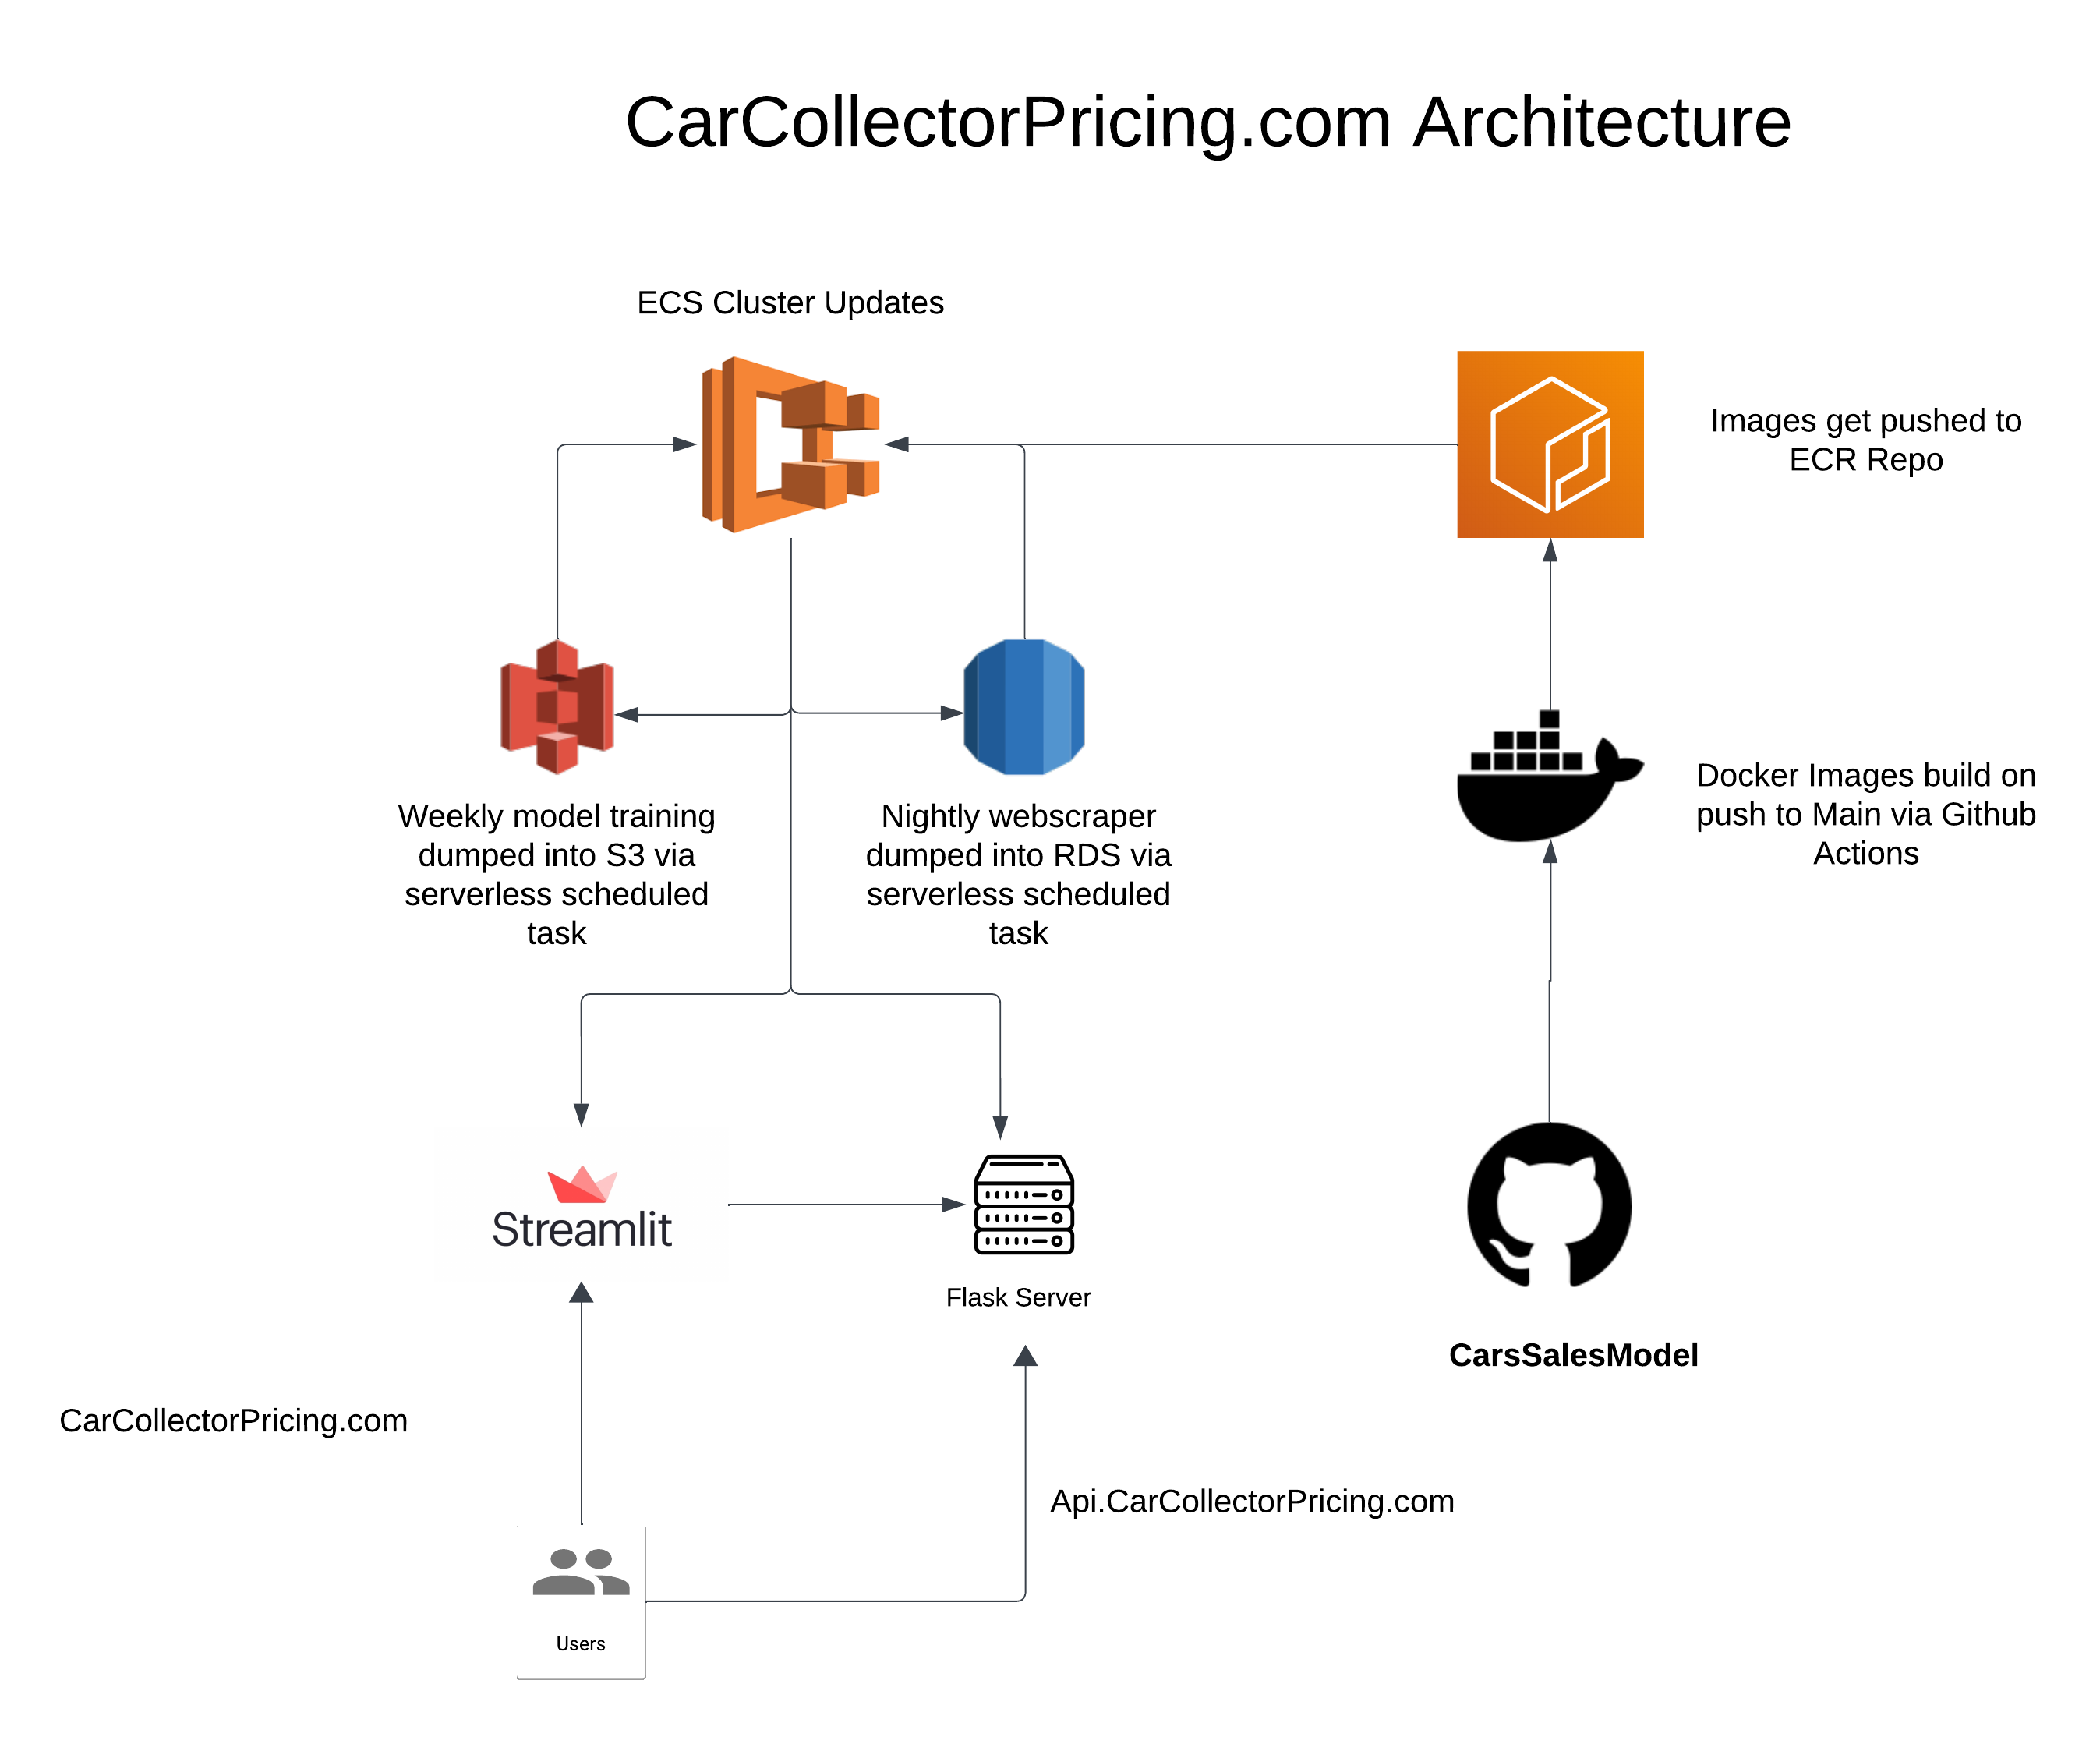 CarCollectorPricing.com Architecture
ECS Cluster Updates
Images get pushed to
ECR Repo
Weekly model training
dumped into S3 via
serverless scheduled
task
Nightly webscraper
dumped into RDS via
serverless scheduled
task
Docker Images build on
push to Main via Github
Actions
Streamlit
Flask Server
CarsSalesModel
CarCollectorPricing.com
Api.CarCollectorPricing.com
Users